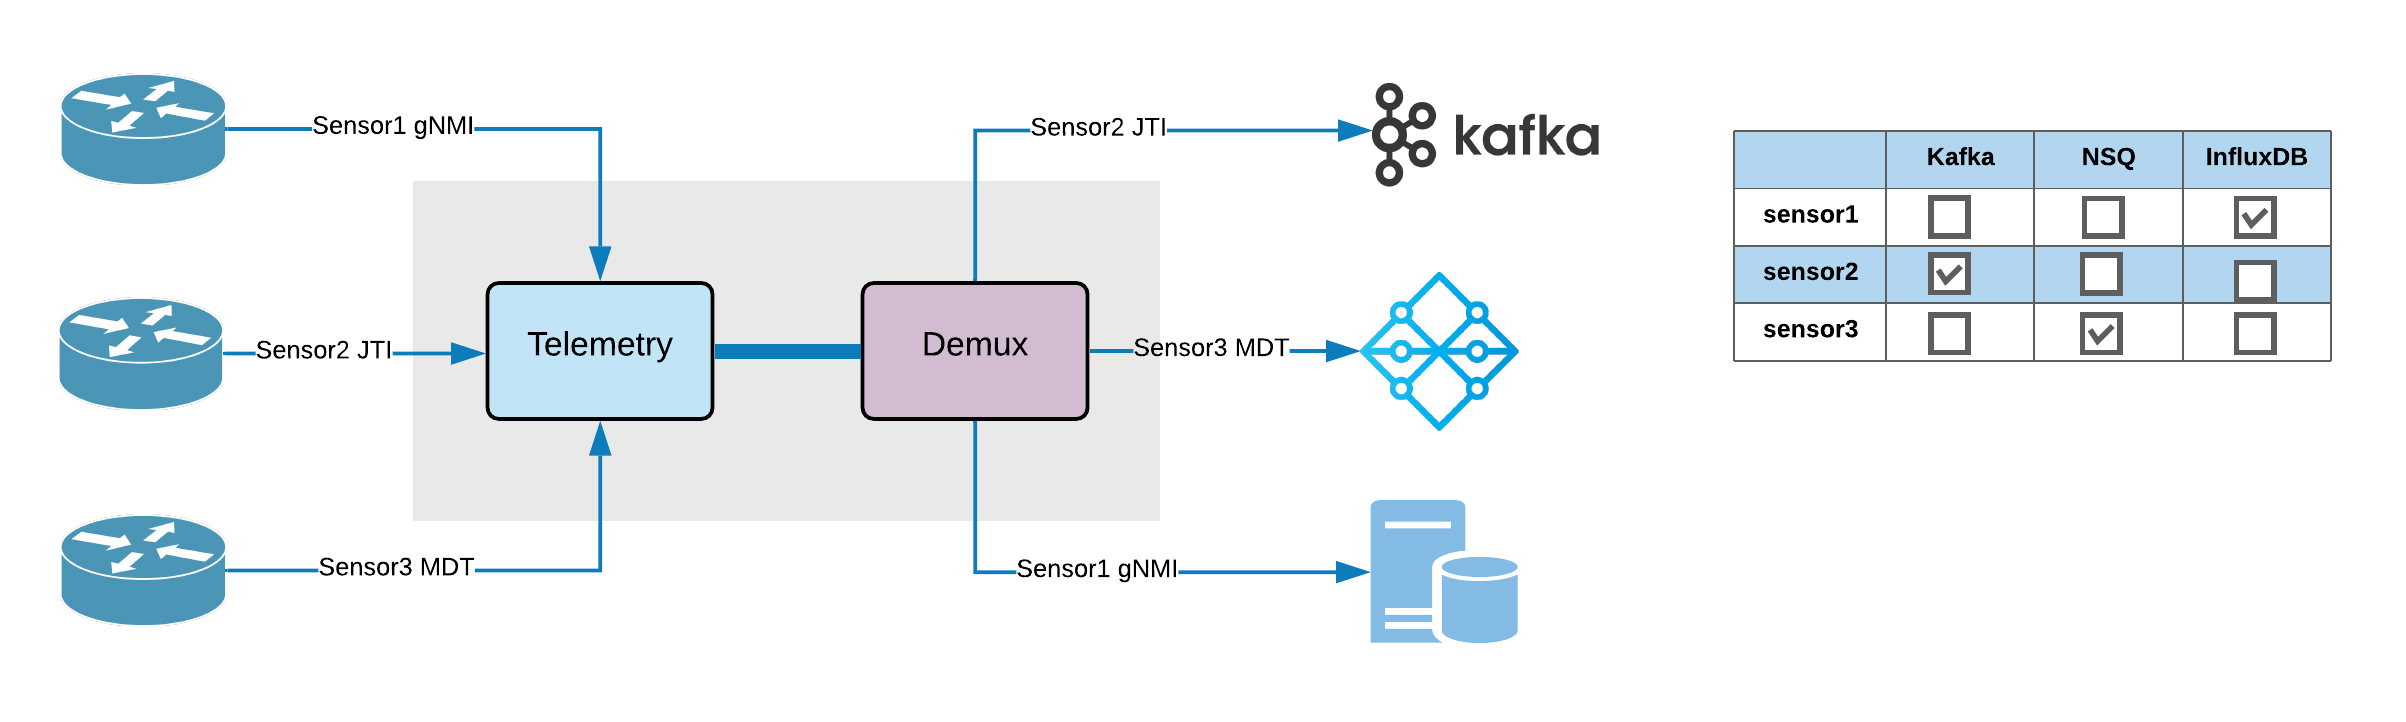 Sensor1 gNMI
Sensor2 JTI
Sensor3 MDT
Telemetry
Demux
Sensor2 JTI
kafka
Sensor3 MDT
Sensor1 gNMI
Kafka NSQ InfluxDB
sensor1
sensor2
sensor3